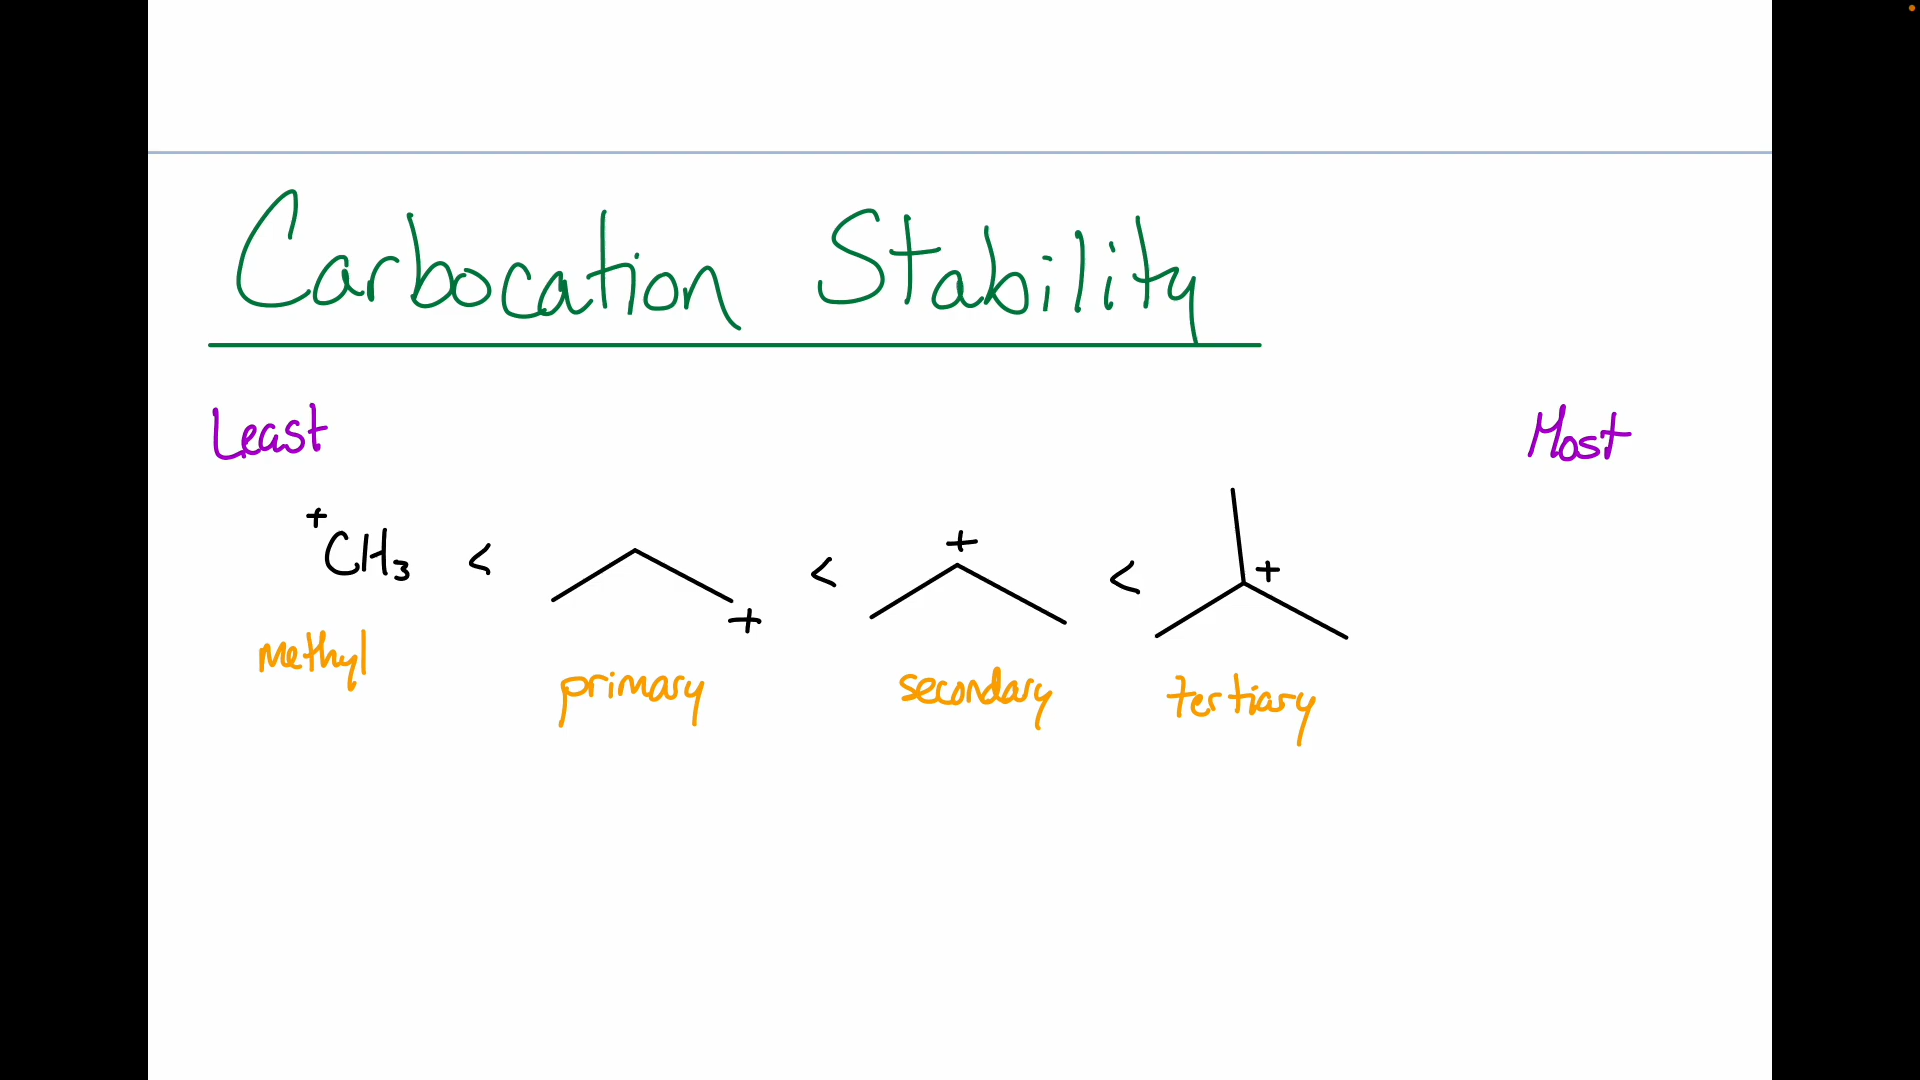 Carbocation Stability
Least Most
+CH3 < + < + < +
methyl primary secondary tertiary